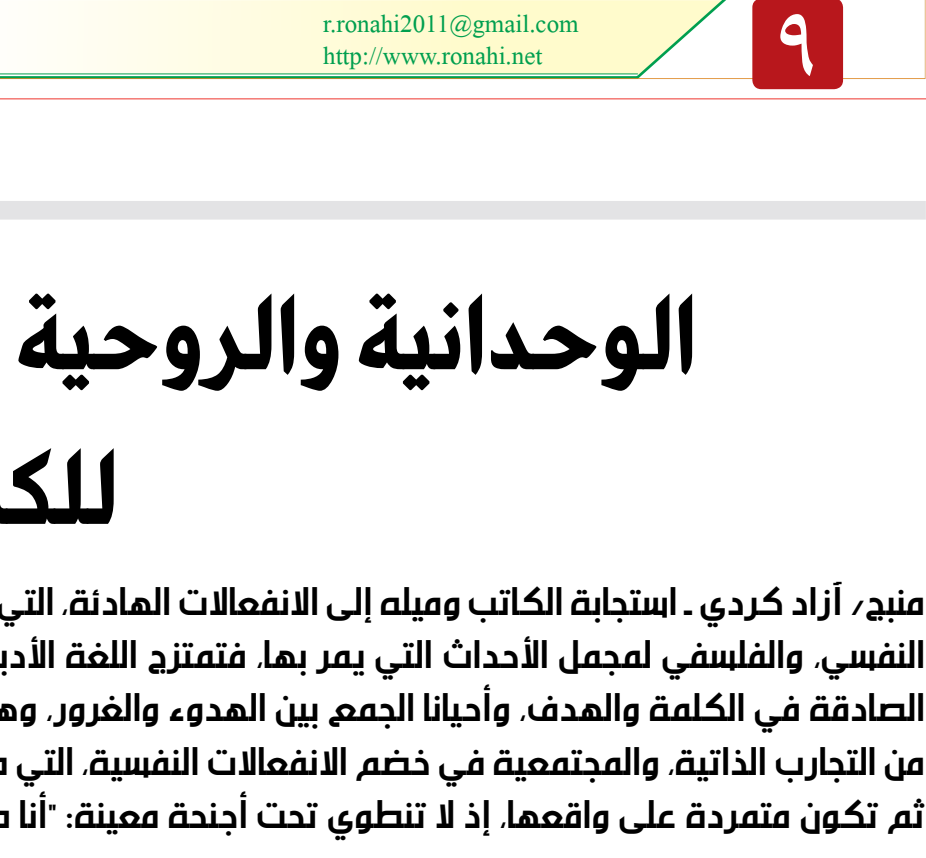 r.ronahi2011@gmail.com
http://www.ronahi.net
٩
الوحدانية والروحية
منبج/ آزاد كردي ـ استجابة الكاتب وميله إلى الانفعالات الهادئة، التي
النفسي، والفلسفي لمجمل الأحداث التي يمر بها، فتمتزج اللغة
الصادقة في الكلمة والهدف، وأحيانا الجمع بين الهدوء والغرور،
من التجارب الذاتية، والمجتمعية في خضم الانفعالات النفسية، التي
ثم تكون متمردة على واقعها، إذ لا تنطوي تحت أجنحة معينة: "أنا